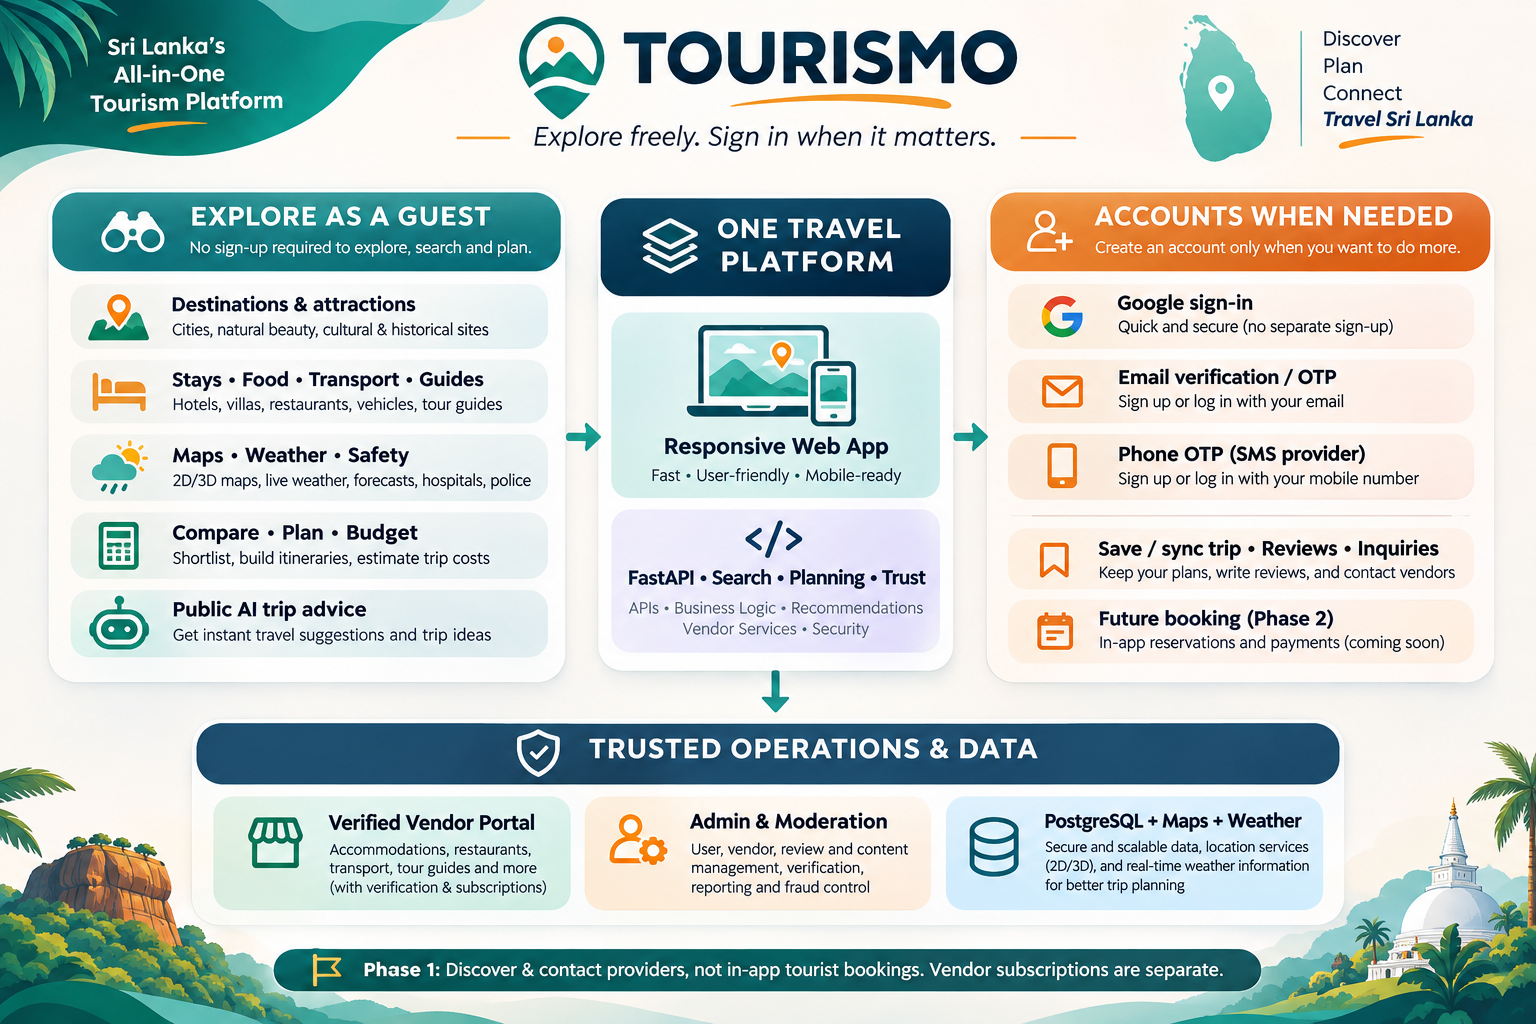 Sri Lanka's
All-in-One
Tourism Platform
TOURISMO
Explore freely. Sign in when it matters.
Discover
Plan
Connect
Travel Sri Lanka
EXPLORE AS A GUEST
No sign-up required to explore, search and plan.
Destinations & attractions
Cities, natural beauty, cultural & historical sites
Stays • Food • Transport • Guides
Hotels, villas, restaurants, vehicles, tour guides
Maps • Weather • Safety
2D/3D maps, live weather, forecasts, hospitals, police
Compare • Plan • Budget
Shortlist, build itineraries, estimate trip costs
Public AI trip advice
Get instant travel suggestions and trip ideas
ONE TRAVEL
PLATFORM
Responsive Web App
Fast • User-friendly • Mobile-ready
</>
FastAPI • Search • Planning • Trust
APIs • Business Logic • Recommendations
Vendor Services • Security
ACCOUNTS WHEN NEEDED
Create an account only when you want to do more.
Google sign-in
Quick and secure (no separate sign-up)
Email verification / OTP
Sign up or log in with your email
Phone OTP (SMS provider)
Sign up or log in with your mobile number
Save / sync trip • Reviews • Inquiries
Keep your plans, write reviews, and contact vendors
Future booking (Phase 2)
In-app reservations and payments (coming soon)
TRUSTED OPERATIONS & DATA
Verified Vendor Portal
Accommodations, restaurants,
transport, tour guides and more
(with verification & subscriptions)
Admin & Moderation
User, vendor, review and content
management, verification,
reporting and fraud control
PostgreSQL + Maps + Weather
Secure and scalable data, location services
(2D/3D), and real-time weather information
for better trip planning
Phase 1: Discover & contact providers, not in-app tourist bookings. Vendor subscriptions are separate.